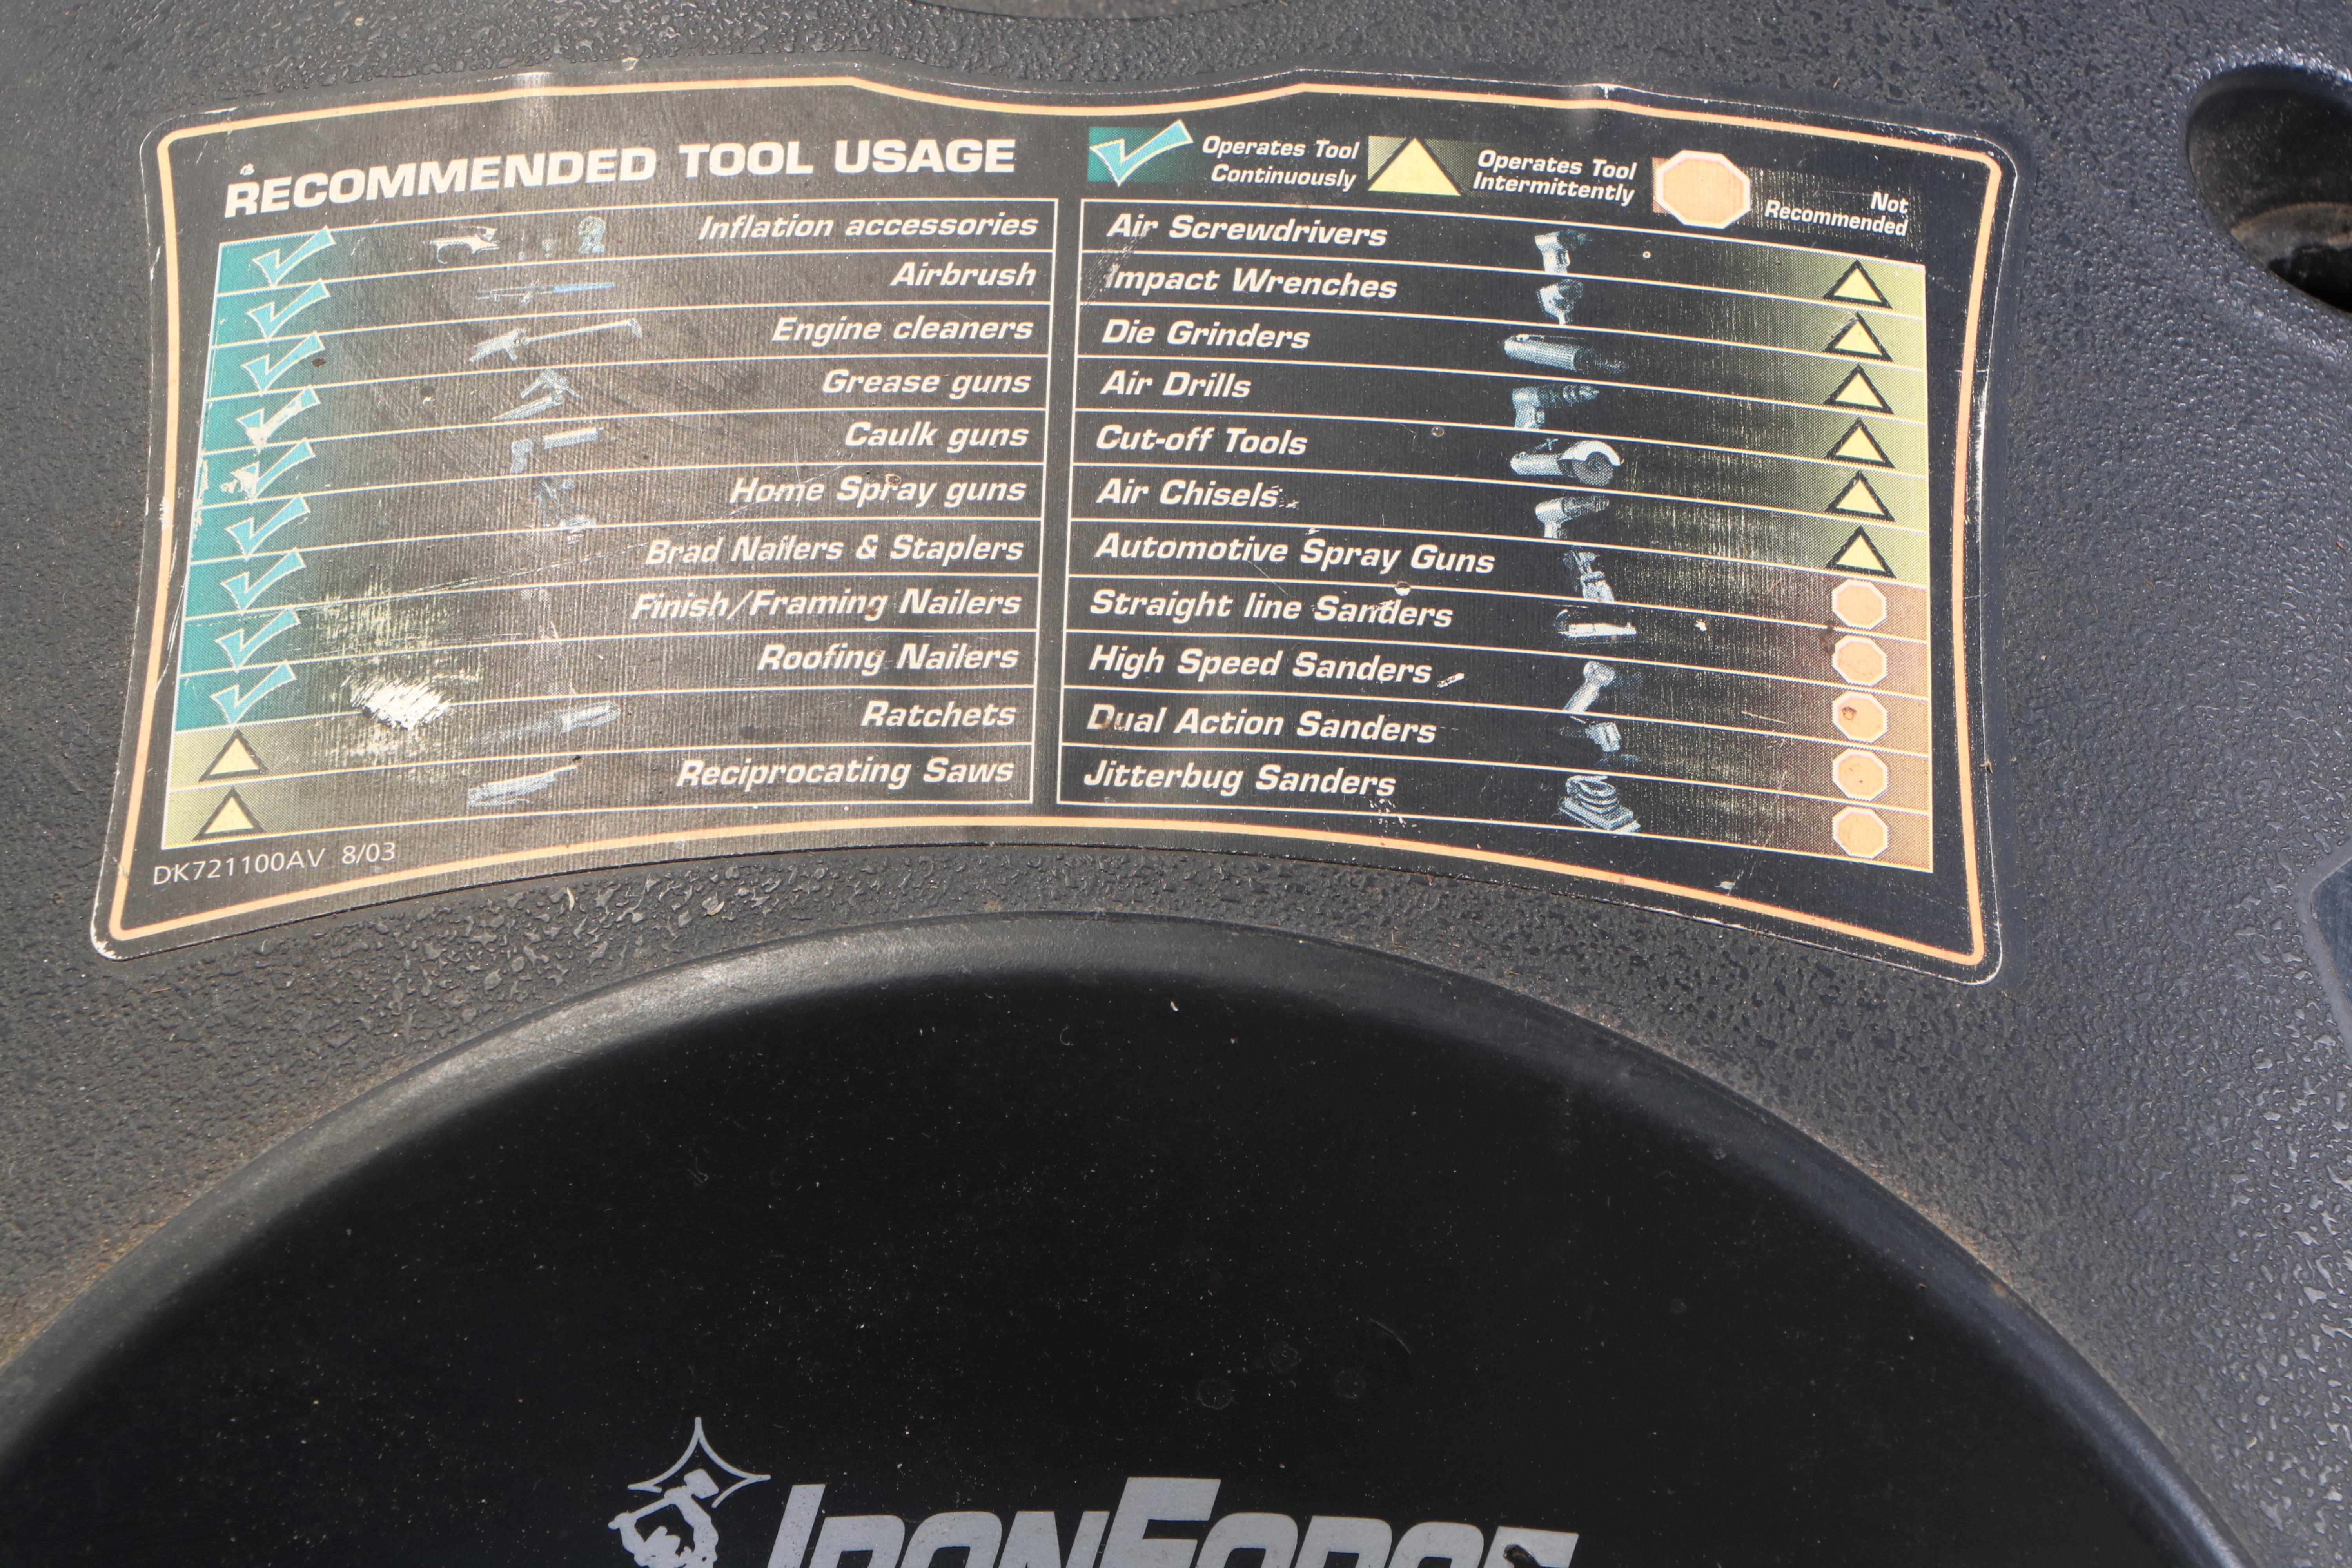 RECOMMENDED TOOL USAGE
Operates Tool
Continuously
Operates Tool
Intermittently
Not
Recommended
Inflation accessories
Airbrush
Engine cleaners
Grease guns
Caulk guns
Home Spray guns
Brad Nailers & Staplers
Finish/Framing Nailers
Roofing Nailers
Ratchets
Reciprocating Saws
Air Screwdrivers
Impact Wrenches
Die Grinders
Air Drills
Cut-off Tools
Air Chisels
Automotive Spray Guns
Straight line Sanders
High Speed Sanders
Dual Action Sanders
Jitterbug Sanders
DK721100AV 8/03
IRONFORCE